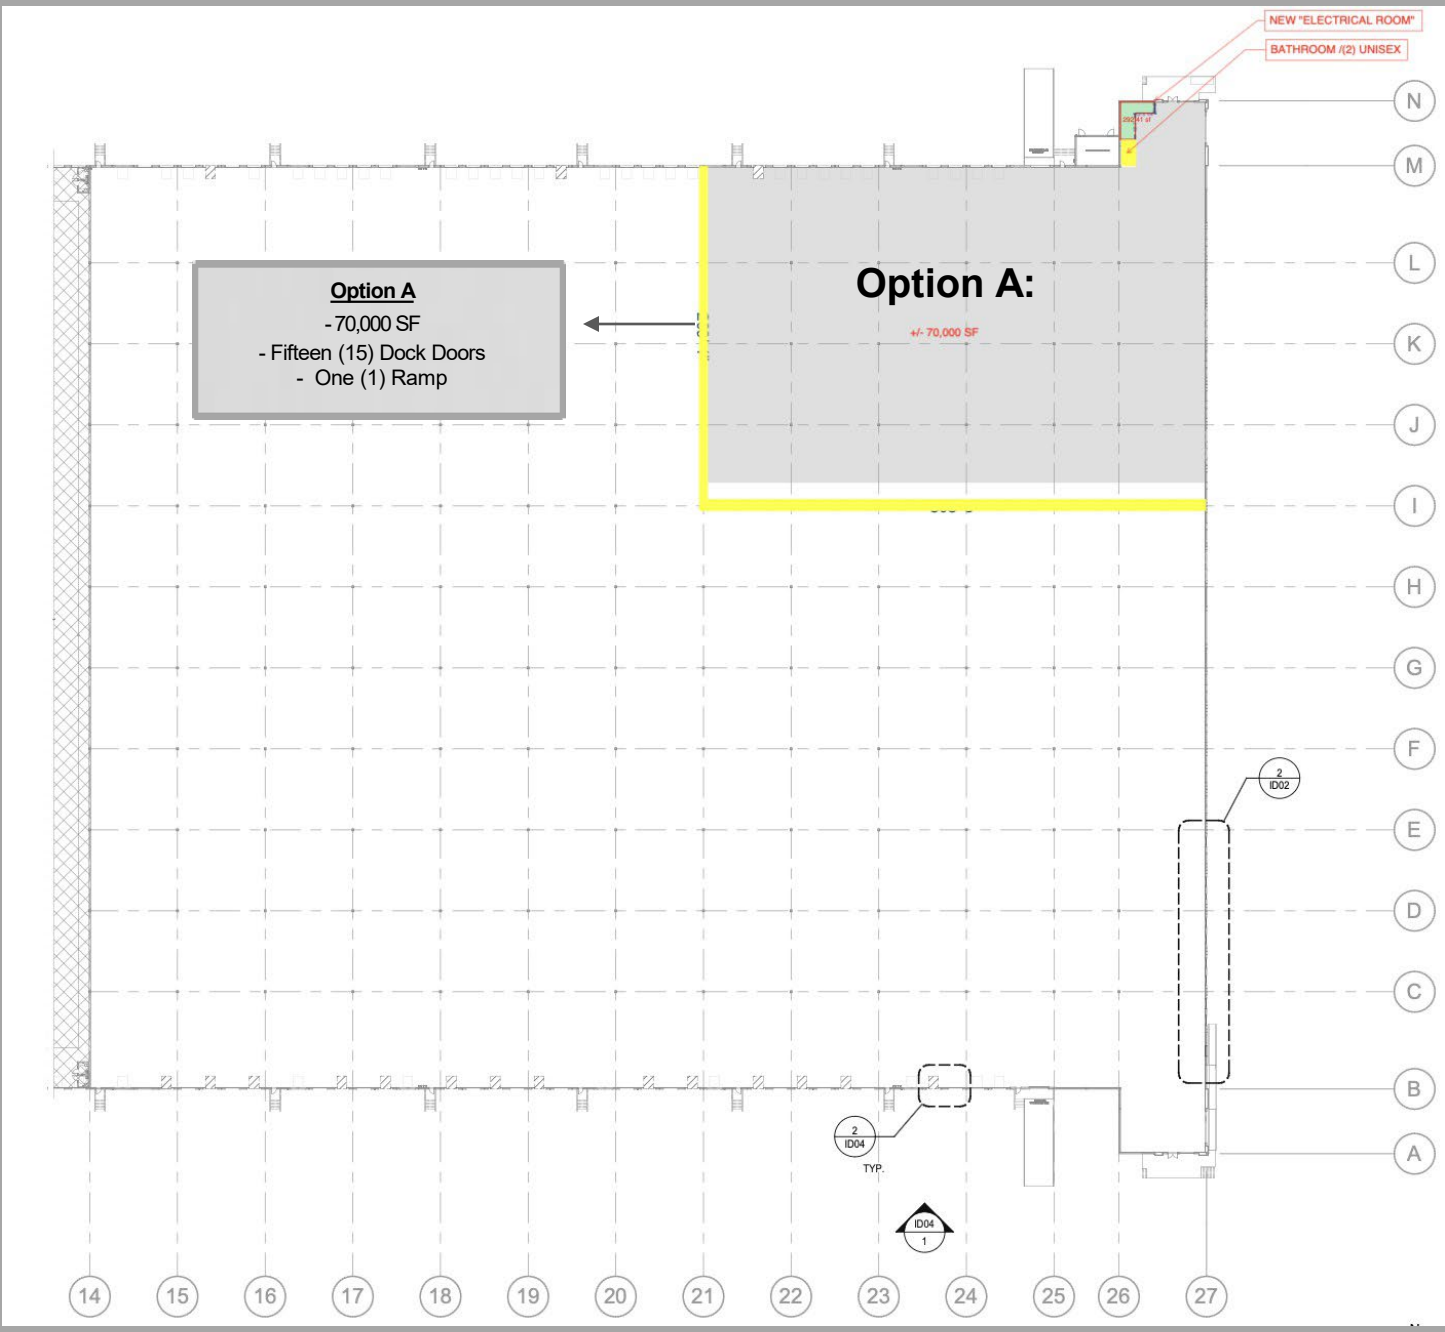 NEW "ELECTRICAL ROOM"
BATHROOM /(2) UNISEX
N
M
L
Option A
- 70,000 SF
- Fifteen (15) Dock Doors
- One (1) Ramp
Option A:
+/- 70,000 SF
K
J
I
H
G
F
2
ID02
E
D
C
B
2
ID04
TYP.
A
ID04
1
14 15 16 17 18 19 20 21 22 23 24 25 26 27